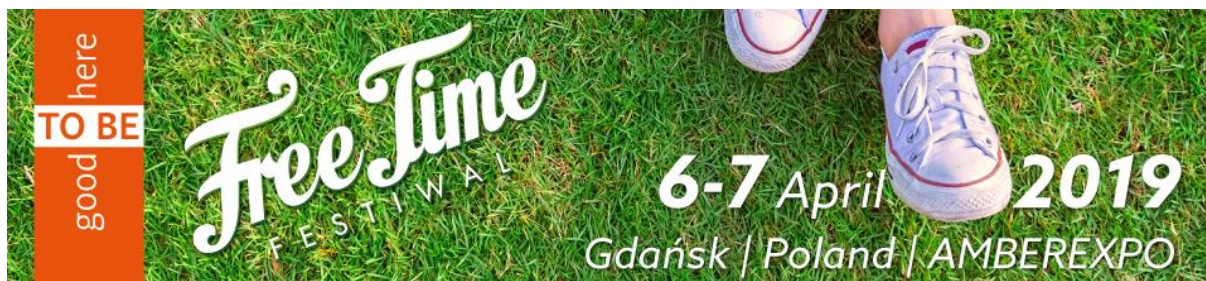 good TO BE here
Free Time
FESTIWAL
6-7 April 2019
Gdańsk | Poland | AMBEREXPO